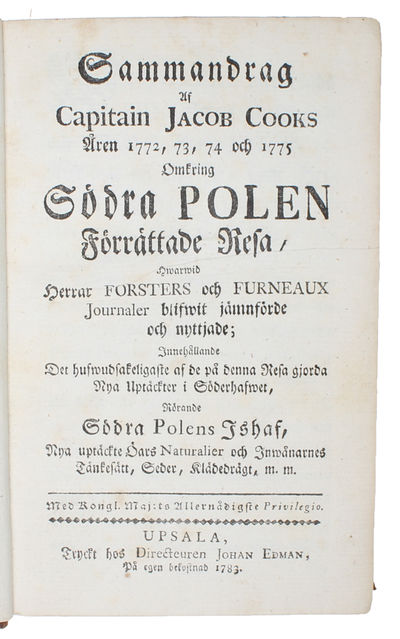 Sammandrag
Af
Capitain JACOB COOKS
Åren 1772, 73, 74 och 1775
Omkring
Södra POLEN
Förrättade Resa,
Hwarwid
Herrar FORSTERS och FURNEAUX
Journaler blifwit jämnförde
och nyttjade;
Innehållande
Det hufwudsakeligaste af de på denna Resa gjorda
Nya Uptäckter i Söderhafwet,
Rörande
Södra Polens Ishaf,
Nya uptäckte Öars Naturalier och Inwånarnes
Tänkesätt, Seder, Klädedrägt, m. m.
Med Kongl. Maj:ts Allernådigste Privilegio.
UPSALA,
Tryckt hos Directeuren JOHAN EDMAN,
På egen bekostnad 1783.